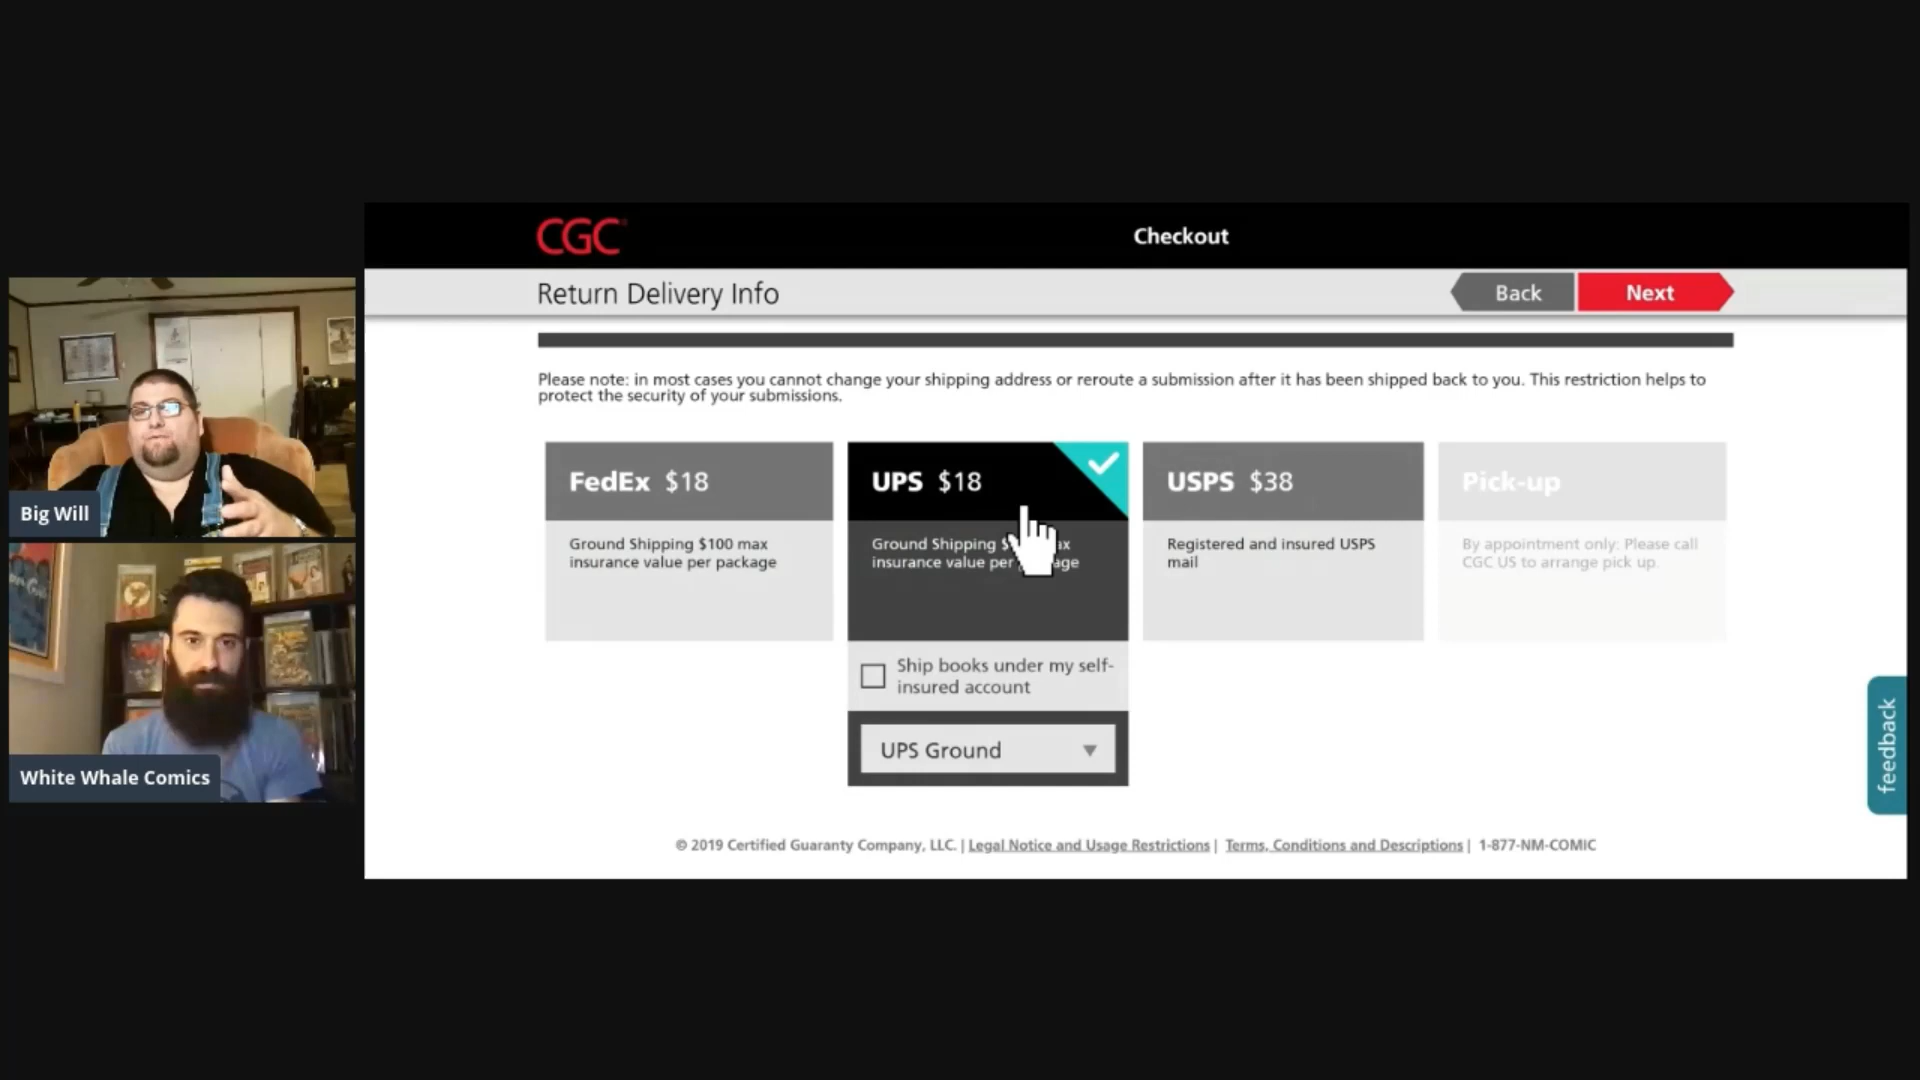 CGC
Checkout
Return Delivery Info
Back
Next
Please note: in most cases you cannot change your shipping address or reroute a submission after it has been shipped back to you. This restriction helps to
protect the security of your submissions.
FedEx $18
Ground Shipping $100 max
insurance value per package
UPS $18
Ground Shipping
insurance value per
USPS $38
Registered and insured USPS
mail
Pick-up
By appointment only: Please call
CGC US to arrange pick up.
Ship books under my self-
insured account
UPS Ground
feedback
© 2019 Certified Guaranty Company, LLC. | Legal Notice and Usage Restrictions | Terms, Conditions and Descriptions | 1-877-NM-COMIC
Big Will
White Whale Comics